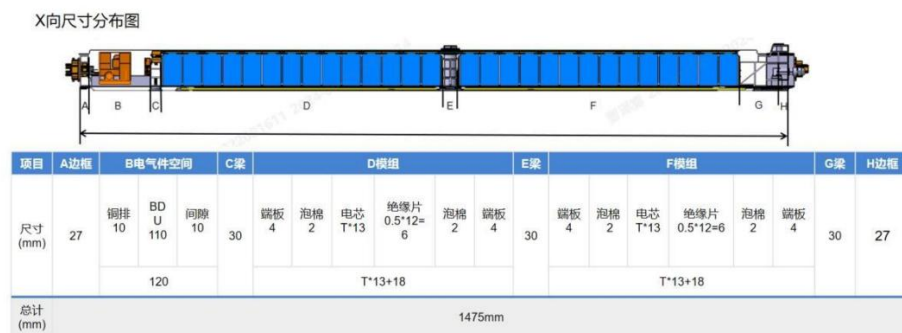 X向尺寸分布图
A B C D E F G H
项目 A边框 B电气件空间 C梁 D模组 E梁 F模组 G梁 H边框
尺寸
(mm)
27
铜排
10
BD
U
110
间隙
10
120
30
端板
4
泡棉
2
电芯
T*13
绝缘片
0.5*12=
6
泡棉
2
端板
4
T*13+18
30
端板
4
泡棉
2
电芯
T*13
绝缘片
0.5*12=6
泡棉
2
端板
4
T*13+18
30
27
总计
(mm)
1475mm